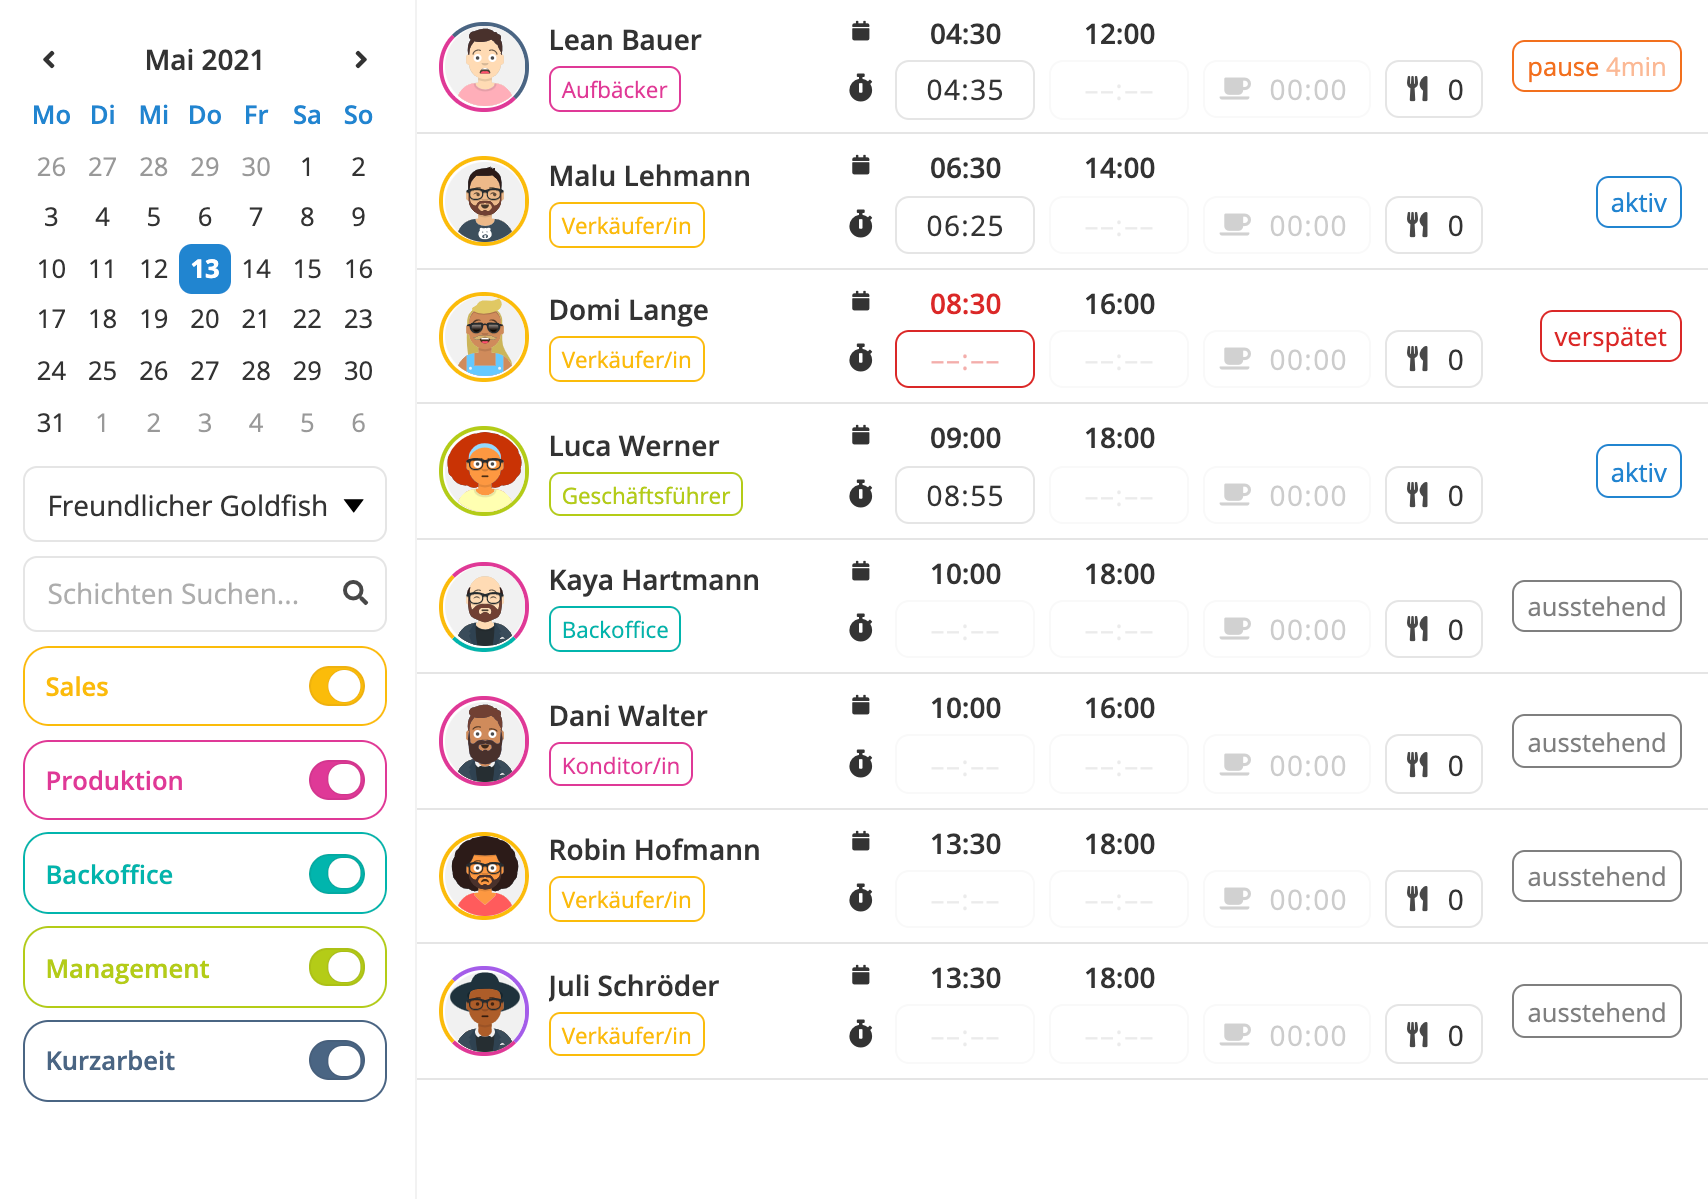 Mai 2021
Mo Di Mi Do Fr Sa So
26 27 28 29 30 1 2
3 4 5 6 7 8 9
10 11 12 13 14 15 16
17 18 19 20 21 22 23
24 25 26 27 28 29 30
31 1 2 3 4 5 6
Freundlicher Goldfish
Schichten Suchen...
Sales
Produktion
Backoffice
Management
Kurzarbeit
Lean Bauer 04:30 12:00
Aufbäcker 04:35 --:-- 00:00 0 pause 4min
Malu Lehmann 06:30 14:00
Verkäufer/in 06:25 --:-- 00:00 0 aktiv
Domi Lange 08:30 16:00
Verkäufer/in --:-- --:-- 00:00 0 verspätet
Luca Werner 09:00 18:00
Geschäftsführer 08:55 --:-- 00:00 0 aktiv
Kaya Hartmann 10:00 18:00
Backoffice --:-- --:-- 00:00 0 ausstehend
Dani Walter 10:00 16:00
Konditor/in --:-- --:-- 00:00 0 ausstehend
Robin Hofmann 13:30 18:00
Verkäufer/in --:-- --:-- 00:00 0 ausstehend
Juli Schröder 13:30 18:00
Verkäufer/in --:-- --:-- 00:00 0 ausstehend